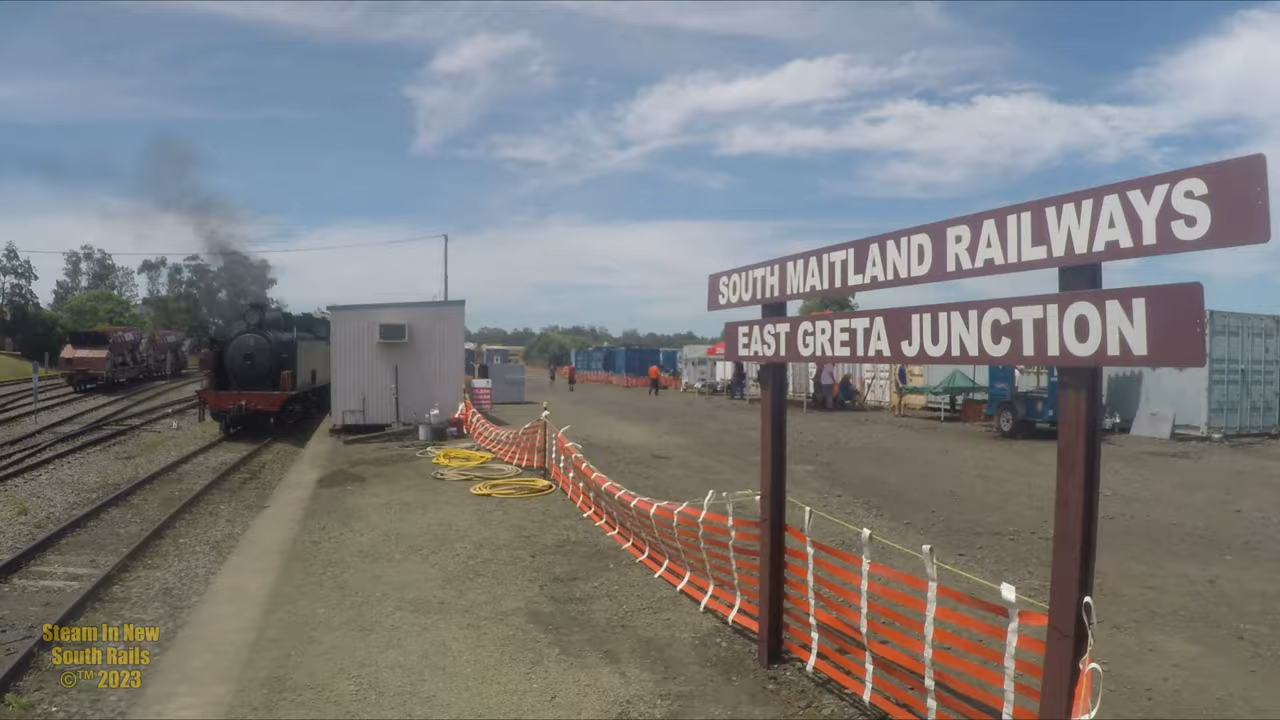 SOUTH MAITLAND RAILWAYS
EAST GRETA JUNCTION
Steam In New
South Rails
©™ 2023